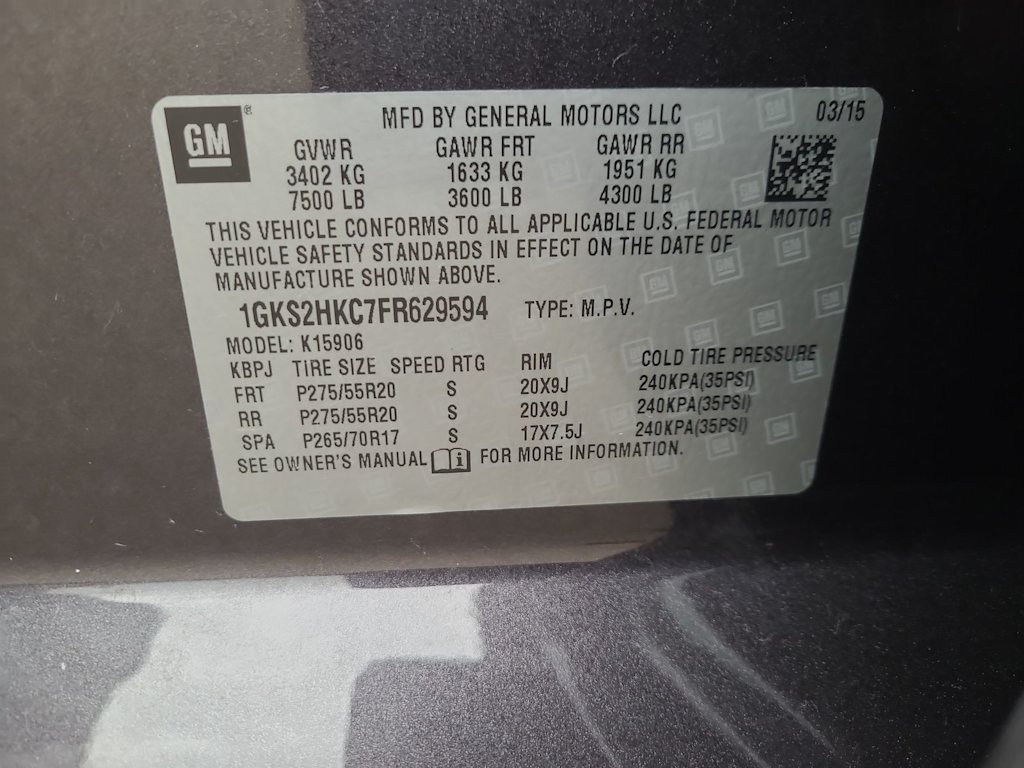 GM
MFD BY GENERAL MOTORS LLC 03/15
GVWR GAWR FRT GAWR RR
3402 KG 1633 KG 1951 KG
7500 LB 3600 LB 4300 LB
THIS VEHICLE CONFORMS TO ALL APPLICABLE U.S. FEDERAL MOTOR
VEHICLE SAFETY STANDARDS IN EFFECT ON THE DATE OF
MANUFACTURE SHOWN ABOVE.
1GKS2HKC7FR629594 TYPE: M.P.V.
MODEL: K15906
KBPJ TIRE SIZE SPEED RTG RIM COLD TIRE PRESSURE
FRT P275/55R20 S 20X9J 240KPA(35PSI)
RR P275/55R20 S 20X9J 240KPA(35PSI)
SPA P265/70R17 S 17X7.5J 240KPA(35PSI)
SEE OWNER'S MANUAL FOR MORE INFORMATION.